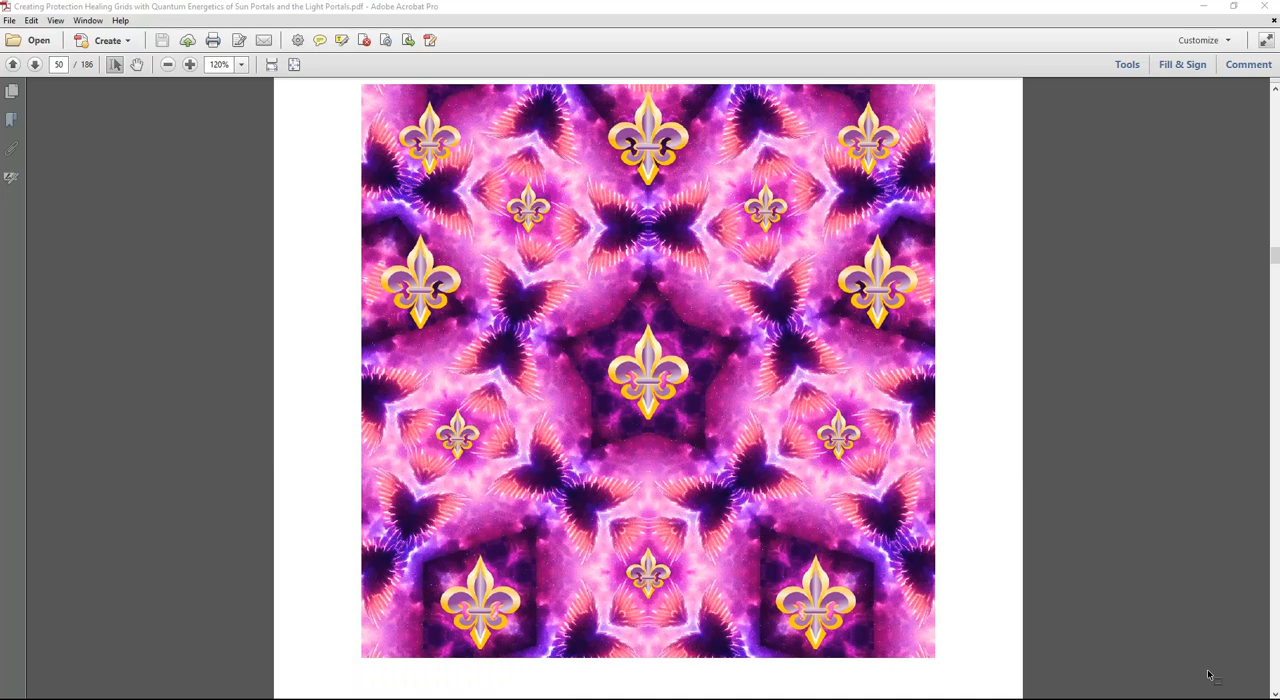 Creating Protection Healing Grids with Quantum Energetics of Sun Portals and the Light Portals.pdf - Adobe Acrobat Pro
File Edit View Window Help
Open Create Customize
50 / 186 120% Tools Fill & Sign Comment